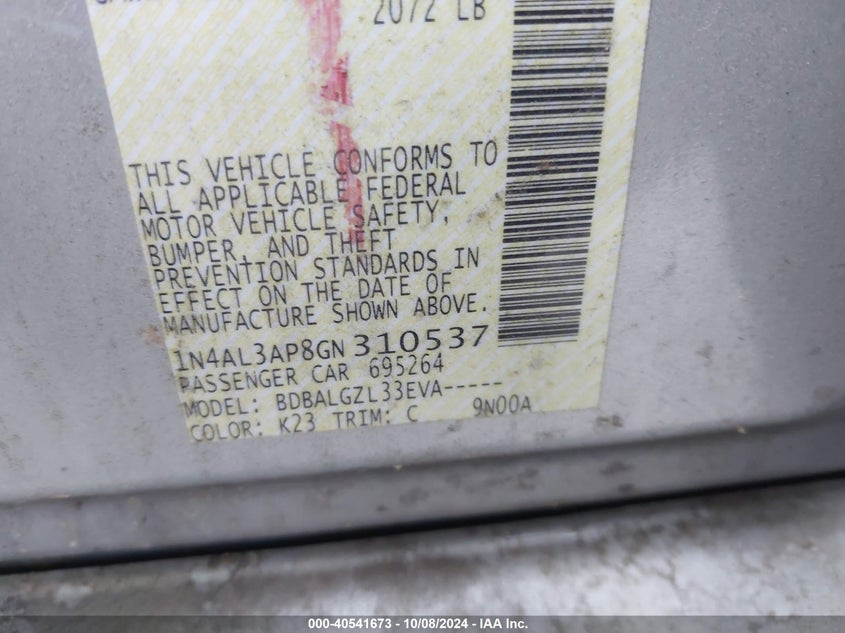 2072 LB
THIS VEHICLE CONFORMS TO
ALL APPLICABLE FEDERAL
MOTOR VEHICLE SAFETY,
BUMPER, AND THEFT
PREVENTION STANDARDS IN
EFFECT ON THE DATE OF
MANUFACTURE SHOWN ABOVE.
1N4AL3AP8GN 310537
PASSENGER CAR 695264
MODEL: BDBALGZL33EVA-----
COLOR: K23 TRIM: C 9N00A
000-40541673 - 10/08/2024 - IAA Inc.